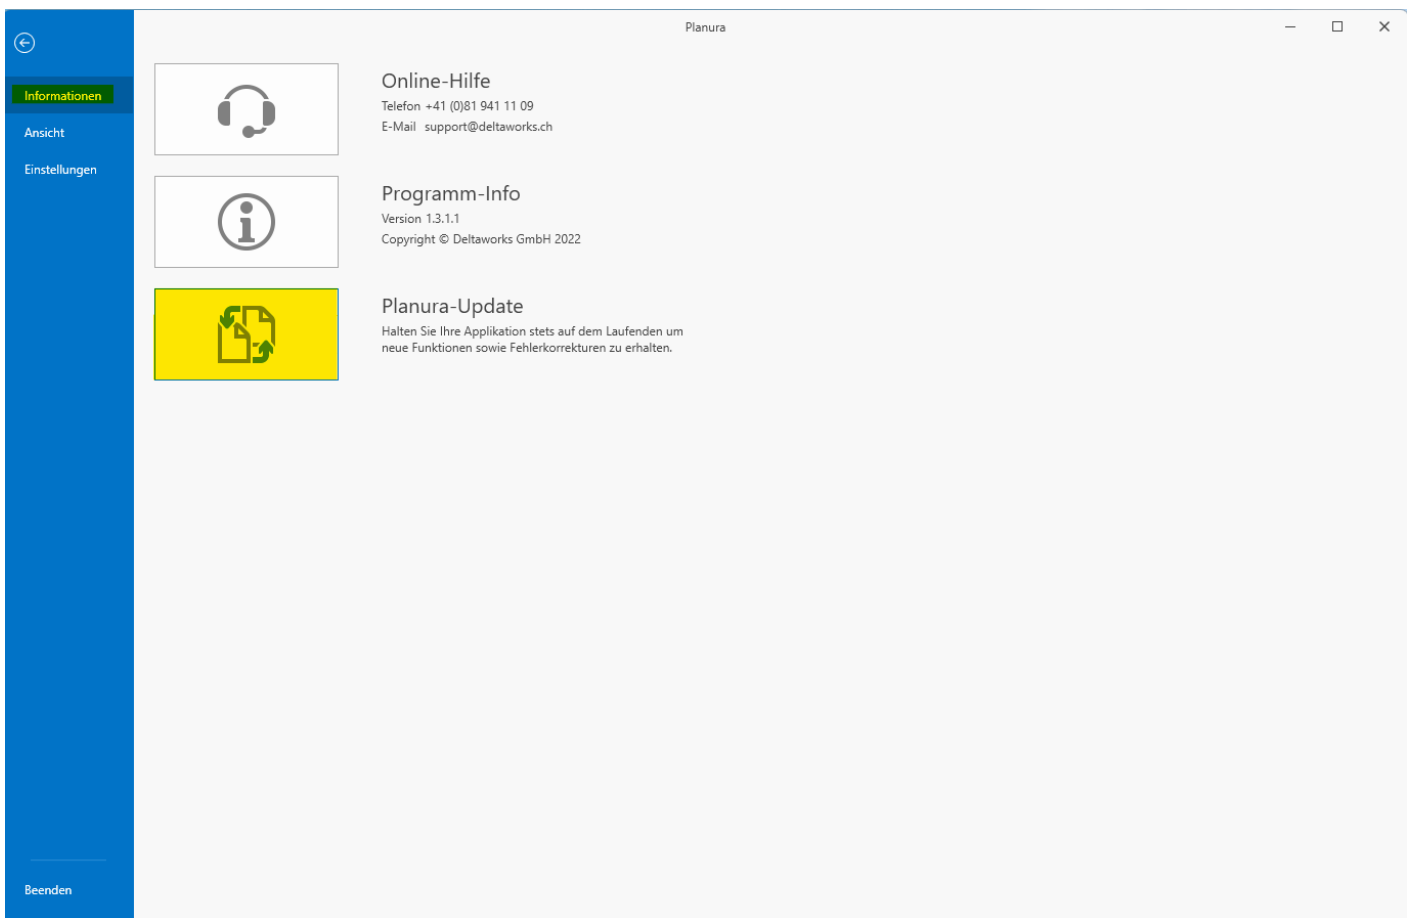 Planura
Informationen
Ansicht
Einstellungen
Beenden
Online-Hilfe
Telefon +41 (0)81 941 11 09
E-Mail support@deltaworks.ch
Programm-Info
Version 1.3.1.1
Copyright © Deltaworks GmbH 2022
Planura-Update
Halten Sie Ihre Applikation stets auf dem Laufenden um
neue Funktionen sowie Fehlerkorrekturen zu erhalten.